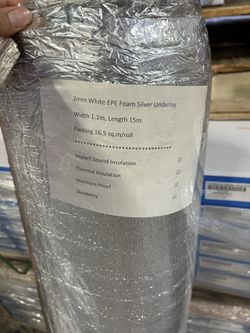 2mm White EPE Foam Silver Underlay
Width 1.1m, Length 15m
Packing 16.5 sq.m/roll
****************************************
Impact Sound Insulation ☑
Thermal Insulation ☑
Moisture Proof ☑
Durability ☑